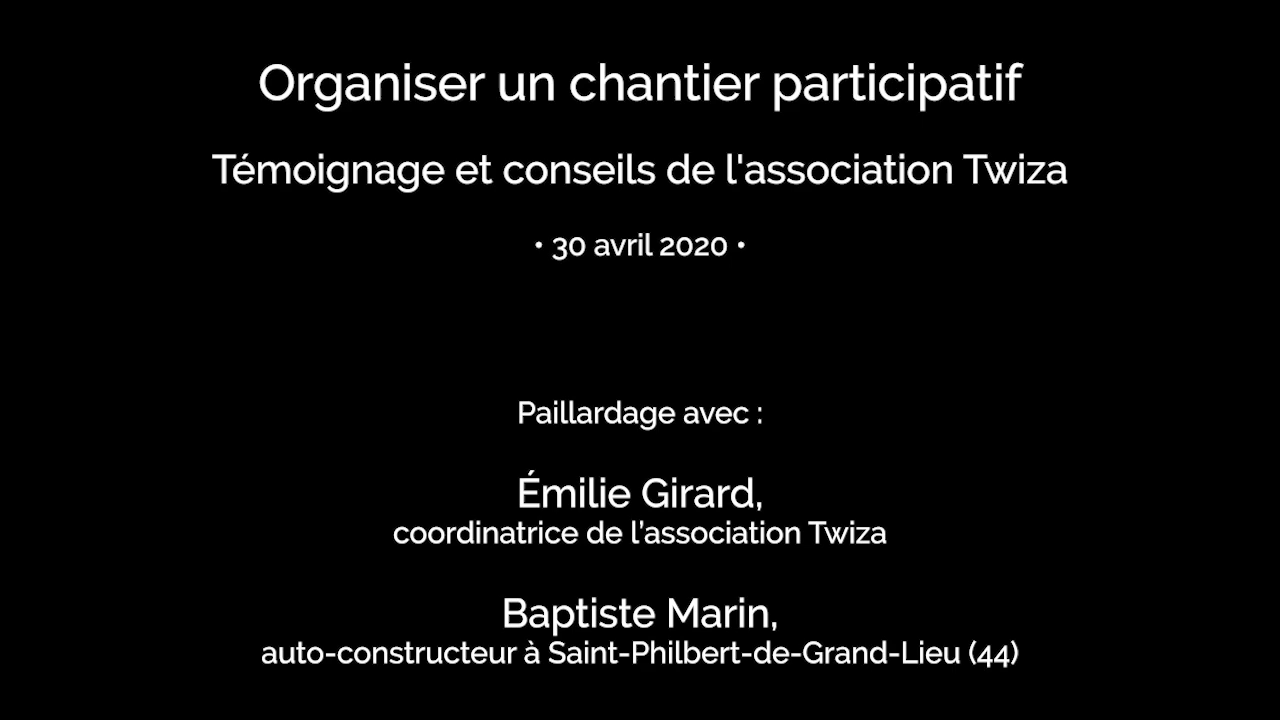 Organiser un chantier participatif
Témoignage et conseils de l'association Twiza
• 30 avril 2020 •
Paillardage avec :
Émilie Girard,
coordinatrice de l’association Twiza
Baptiste Marin,
auto-constructeur à Saint-Philbert-de-Grand-Lieu (44)